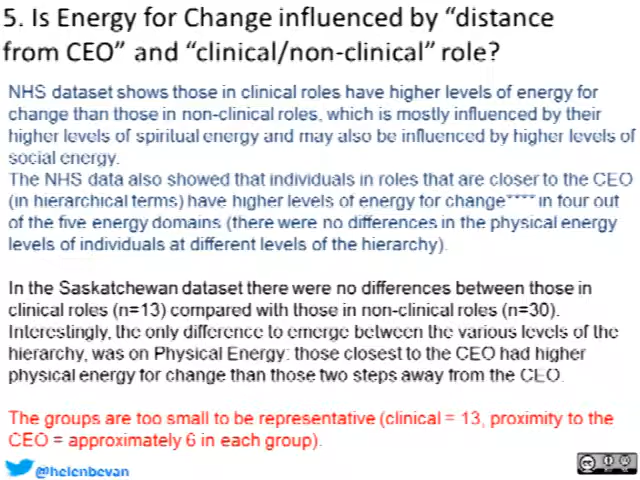 5. Is Energy for Change influenced by “distance
from CEO” and “clinical/non-clinical” role?
NHS dataset shows those in clinical roles have higher levels of energy for
change than those in non-clinical roles, which is mostly influenced by their
higher levels of spiritual energy and may also be influenced by higher levels of
social energy.
The NHS data also showed that individuals in roles that are closer to the CEO
(in hierarchical terms) have higher levels of energy for change**** in four out
of the five energy domains (there were no differences in the physical energy
levels of individuals at different levels of the hierarchy).
In the Saskatchewan dataset there were no differences between those in
clinical roles (n=13) compared with those in non-clinical roles (n=30).
Interestingly, the only difference to emerge between the various levels of the
hierarchy, was on Physical Energy: those closest to the CEO had higher
physical energy for change than those two steps away from the CEO.
The groups are too small to be representative (clinical = 13, proximity to the
CEO = approximately 6 in each group).
@helenbevan